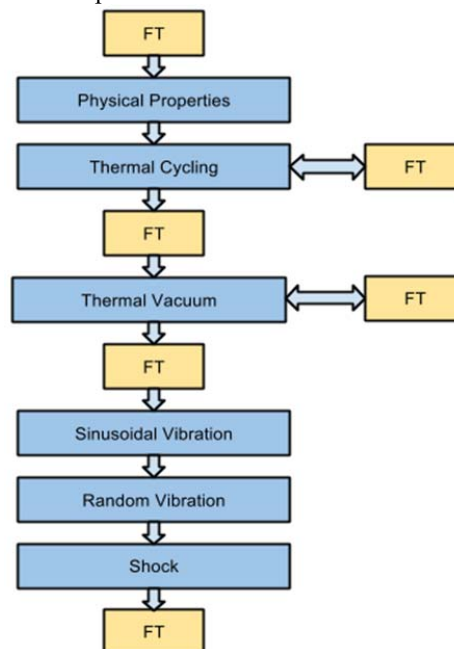 FT
Physical Properties
Thermal Cycling
FT
FT
Thermal Vacuum
FT
FT
Sinusoidal Vibration
Random Vibration
Shock
FT